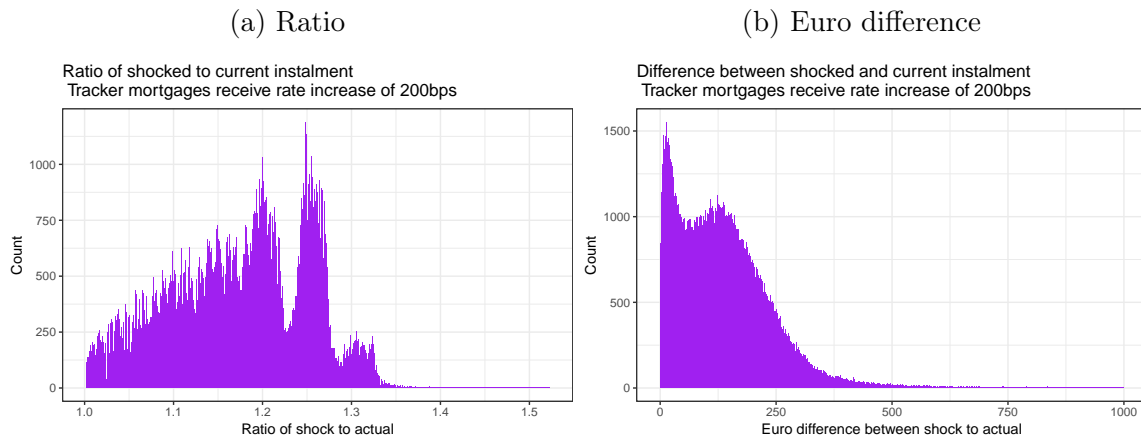 (a) Ratio
Ratio of shocked to current instalment
Tracker mortgages receive rate increase of 200bps
1000
750
500
250
0
Count
1.0 1.1 1.2 1.3 1.4 1.5
Ratio of shock to actual
(b) Euro difference
Difference between shocked and current instalment
Tracker mortgages receive rate increase of 200bps
1500
1000
500
0
Count
0 250 500 750 1000
Euro difference between shock to actual